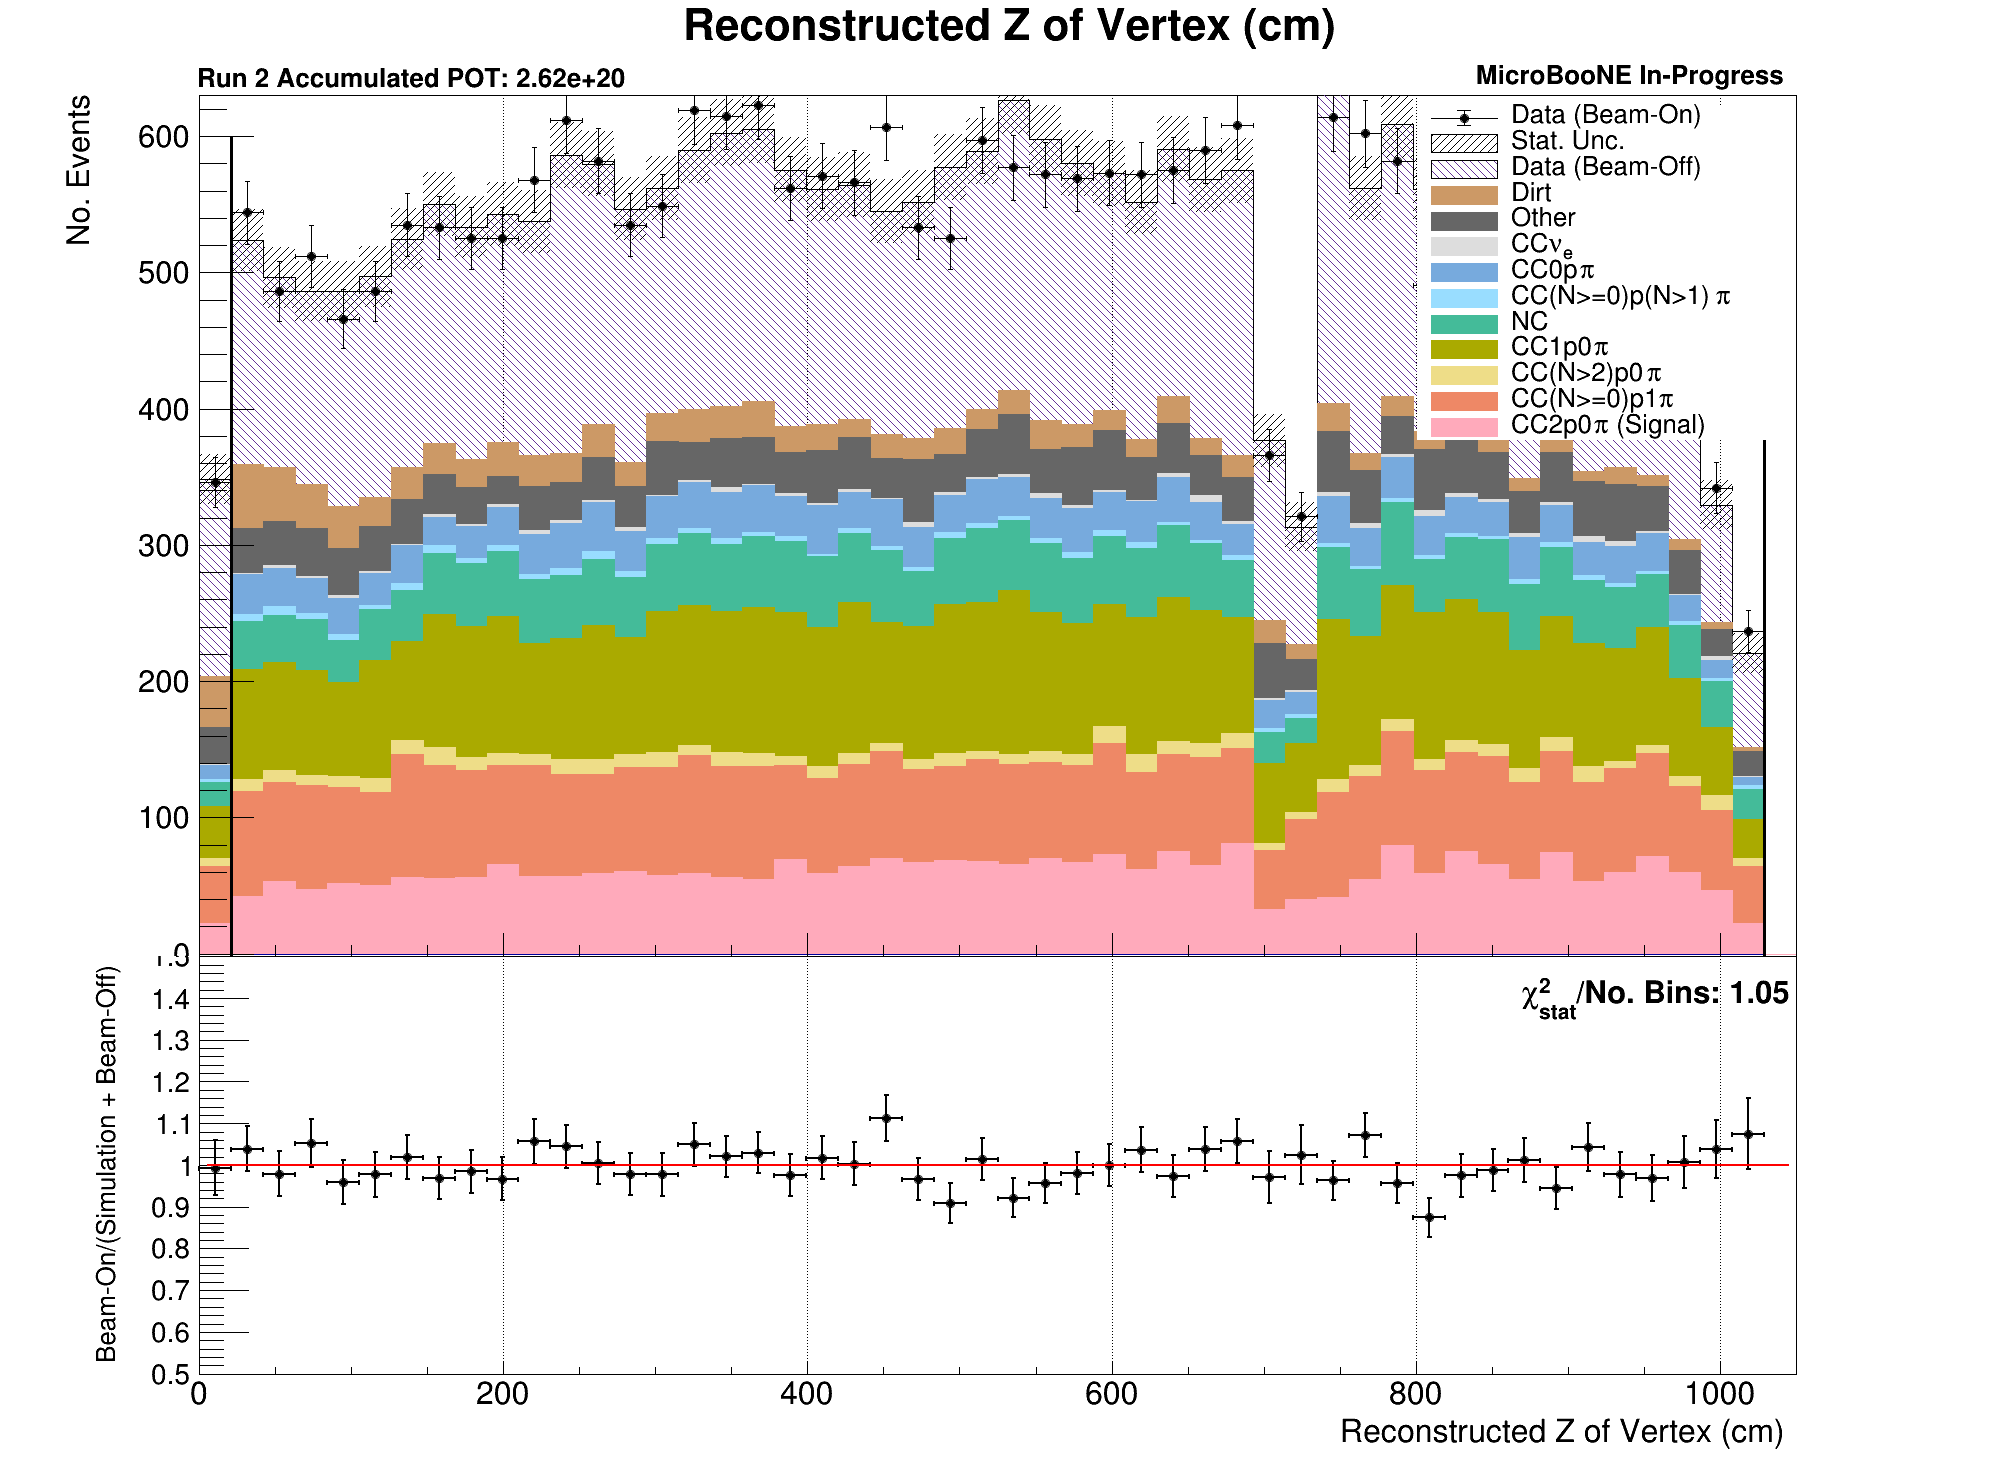 Reconstructed Z of Vertex (cm)
Run 2 Accumulated POT: 2.62e+20
MicroBooNE In-Progress
No. Events
600
500
400
300
200
100
0
Data (Beam-On)
Stat. Unc.
Data (Beam-Off)
Dirt
Other
CCνe
CC0pπ
CC(N>=0)p(N>1) π
NC
CC1p0π
CC(N>2)p0π
CC(N>=0)p1π
CC2p0π (Signal)
Beam-On/(Simulation + Beam-Off)
χ²stat/No. Bins: 1.05
1.5
1.4
1.3
1.2
1.1
1
0.9
0.8
0.7
0.6
0.5
0 200 400 600 800 1000
Reconstructed Z of Vertex (cm)